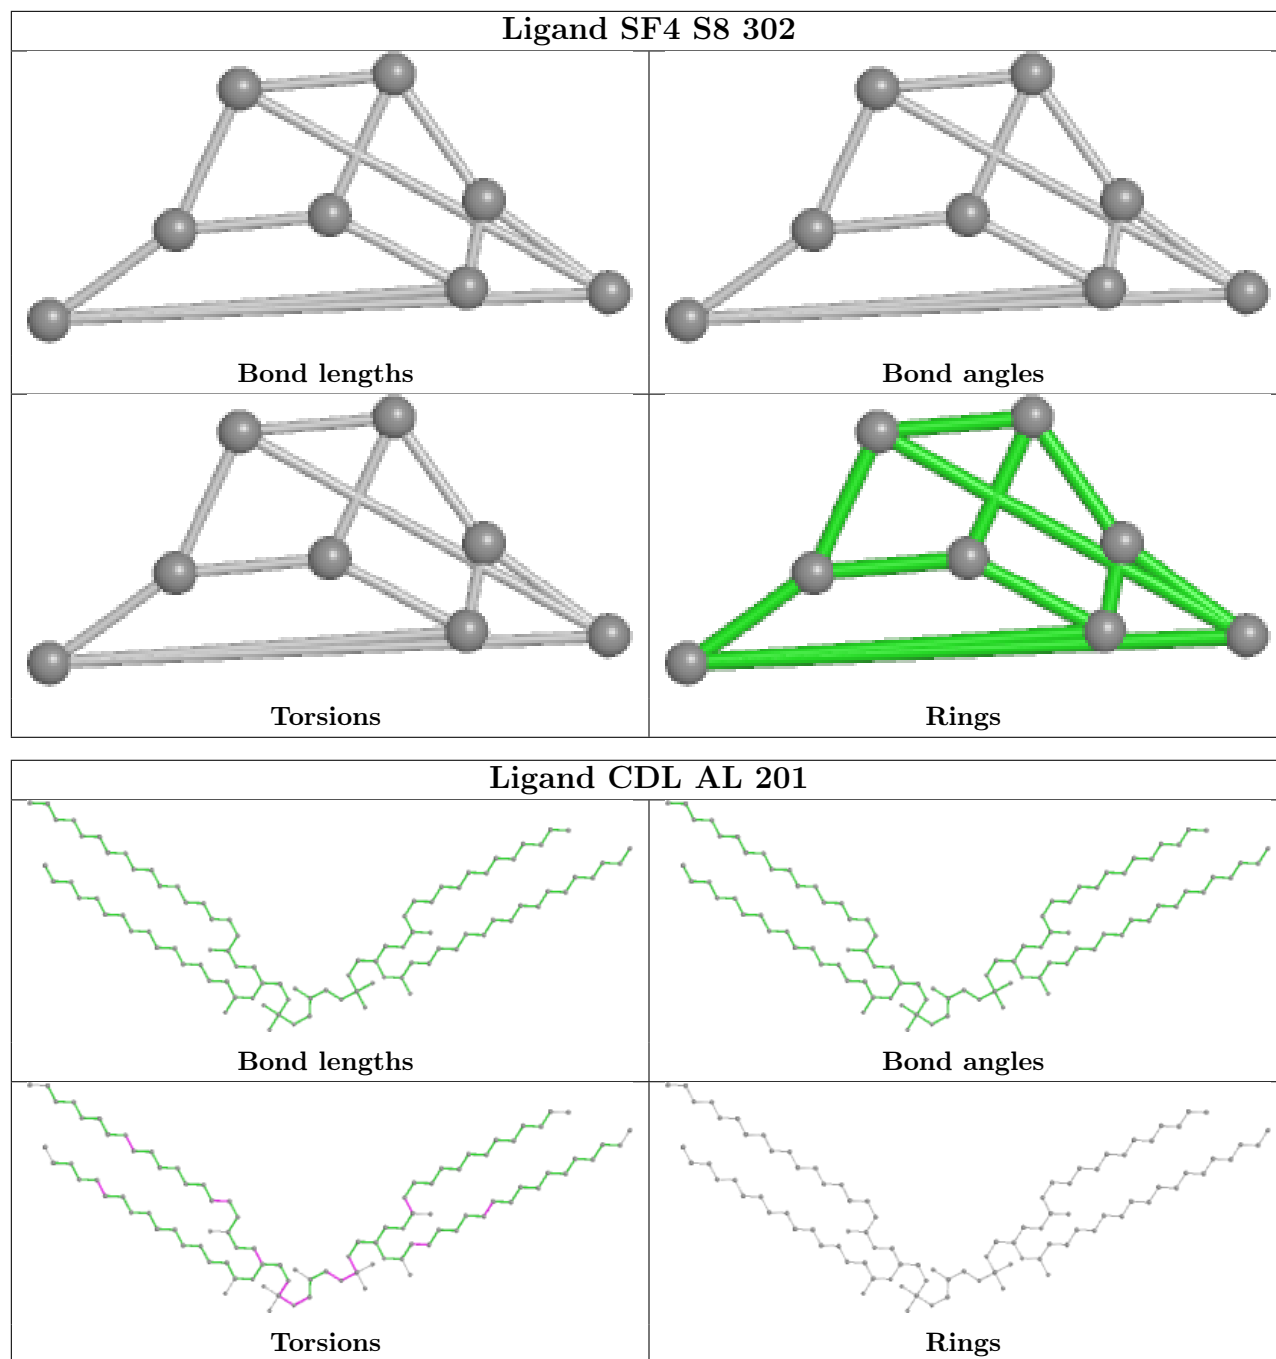 Ligand SF4 S8 302
Bond lengths
Bond angles
Torsions
Rings
Ligand CDL AL 201
Bond lengths
Bond angles
Torsions
Rings